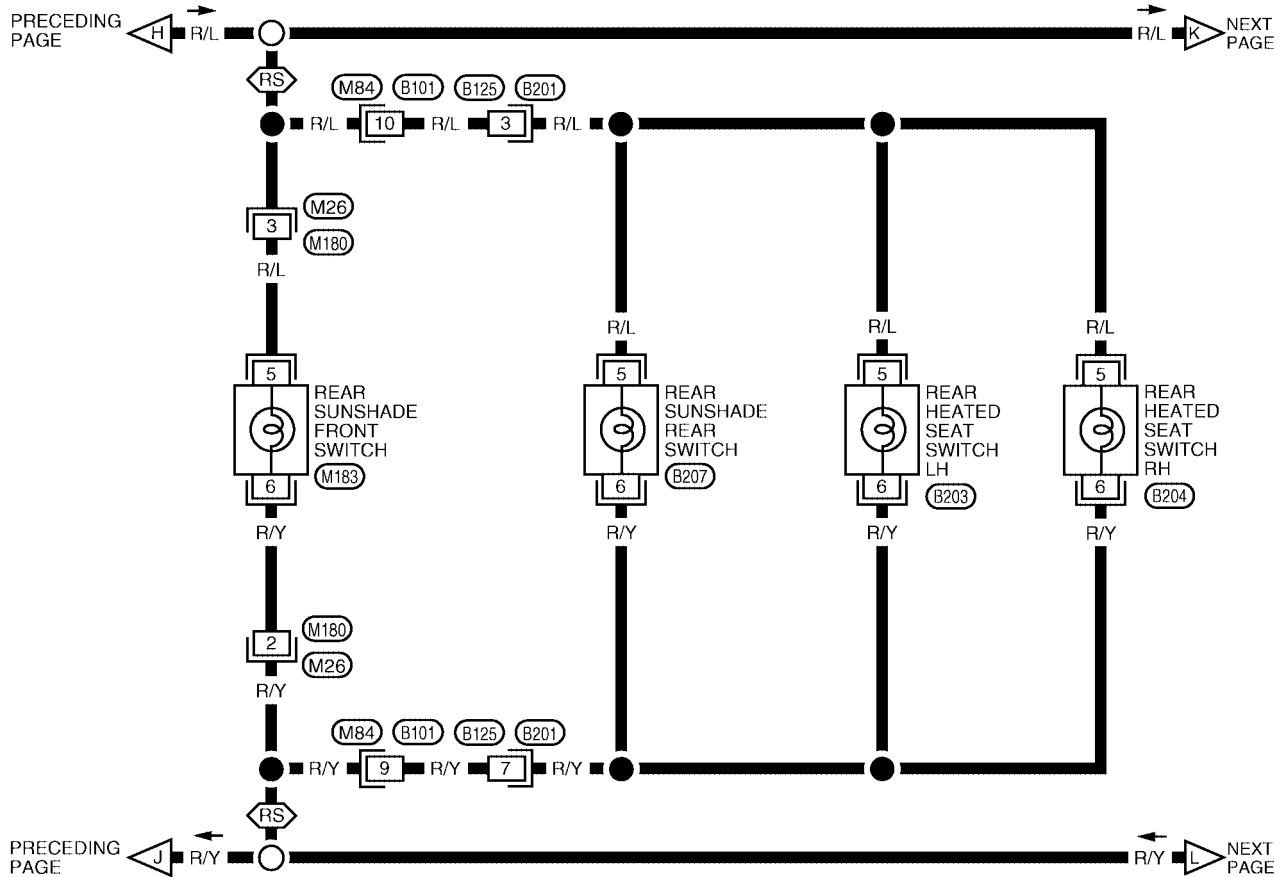 PRECEDING PAGE H R/L R/L K NEXT PAGE
RS
M84 B101 B125 B201
R/L 10 R/L 3 R/L
M26
3
M180
R/L
R/L R/L R/L
5 5 5 5
REAR SUNSHADE FRONT SWITCH
M183
REAR SUNSHADE REAR SWITCH
B207
REAR HEATED SEAT SWITCH LH
B203
REAR HEATED SEAT SWITCH RH
B204
6 6 6 6
R/Y R/Y R/Y R/Y
M180
2
M26
R/Y
M84 B101 B125 B201
R/Y 9 R/Y 7 R/Y
RS
PRECEDING PAGE J R/Y R/Y L NEXT PAGE